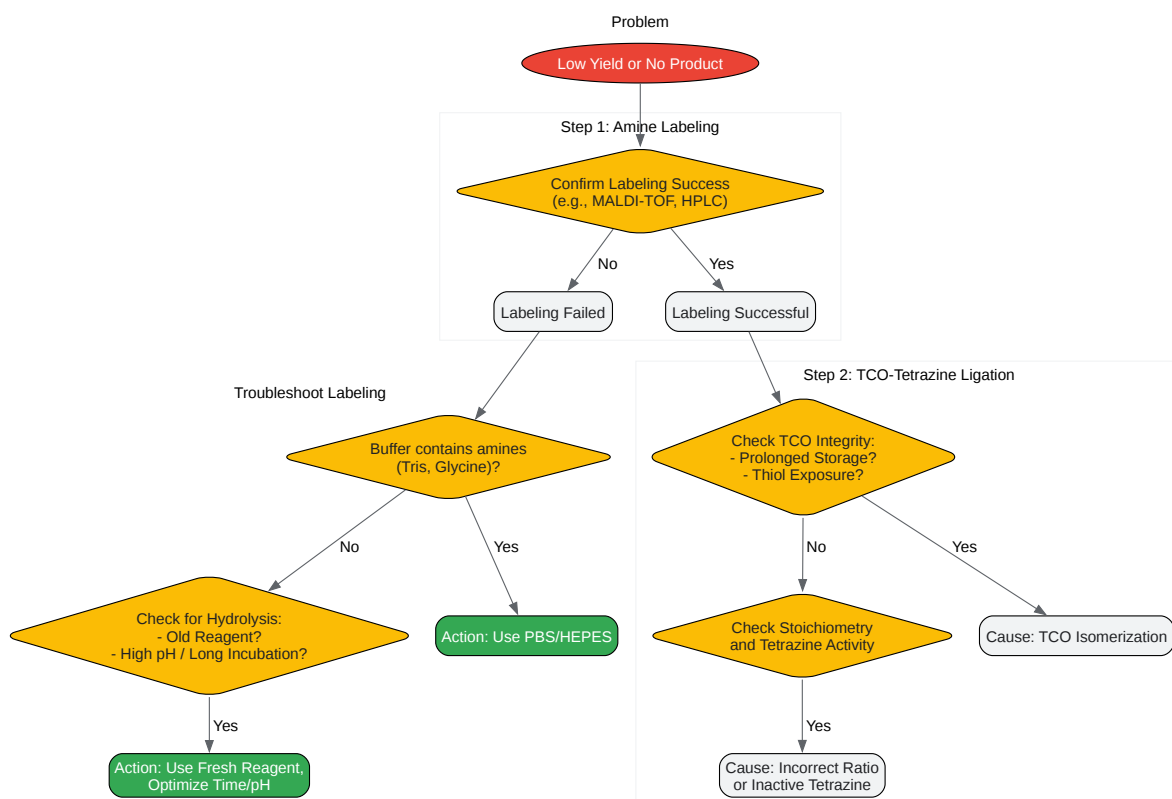 Problem
Low Yield or No Product
Step 1: Amine Labeling
Confirm Labeling Success
(e.g., MALDI-TOF, HPLC)
No
Yes
Labeling Failed
Labeling Successful
Troubleshoot Labeling
Buffer contains amines
(Tris, Glycine)?
No
Yes
Check for Hydrolysis:
- Old Reagent?
- High pH / Long Incubation?
Action: Use PBS/HEPES
Yes
Action: Use Fresh Reagent,
Optimize Time/pH
Step 2: TCO-Tetrazine Ligation
Check TCO Integrity:
- Prolonged Storage?
- Thiol Exposure?
No
Yes
Check Stoichiometry
and Tetrazine Activity
Cause: TCO Isomerization
Yes
Cause: Incorrect Ratio
or Inactive Tetrazine